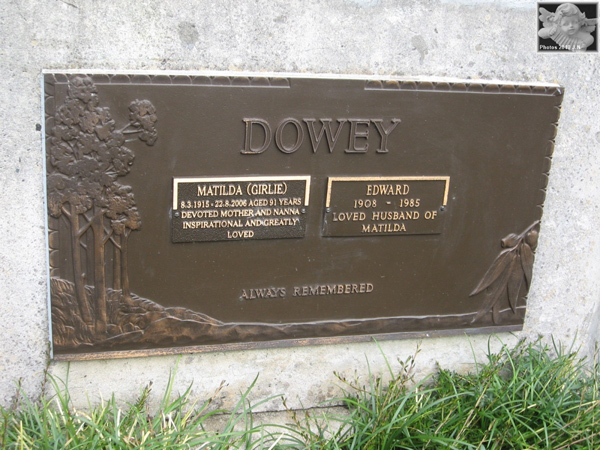 DOWEY
MATILDA (GIRLIE)
8.3.1915 - 22.8.2006 AGED 91 YEARS
DEVOTED MOTHER AND NANNA
INSPIRATIONAL AND GREATLY
LOVED
EDWARD
1908 - 1985
LOVED HUSBAND OF
MATILDA
ALWAYS REMEMBERED